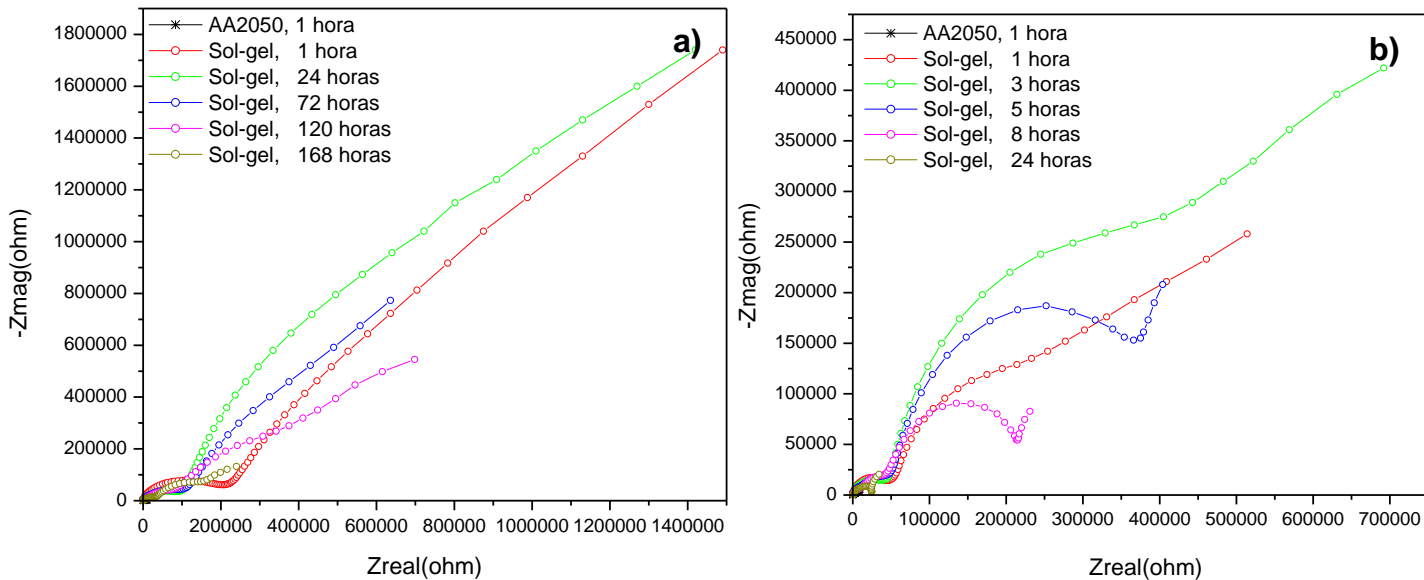 a)
AA2050, 1 hora
Sol-gel, 1 hora
Sol-gel, 24 horas
Sol-gel, 72 horas
Sol-gel, 120 horas
Sol-gel, 168 horas
1800000
1600000
1400000
1200000
1000000
800000
600000
400000
200000
0
-Zmag(ohm)
0 200000 400000 600000 800000 1000000 1200000 1400000
Zreal(ohm)
b)
AA2050, 1 hora
Sol-gel, 1 hora
Sol-gel, 3 horas
Sol-gel, 5 horas
Sol-gel, 8 horas
Sol-gel, 24 horas
450000
400000
350000
300000
250000
200000
150000
100000
50000
0
-Zmag(ohm)
0 100000 200000 300000 400000 500000 600000 700000
Zreal(ohm)